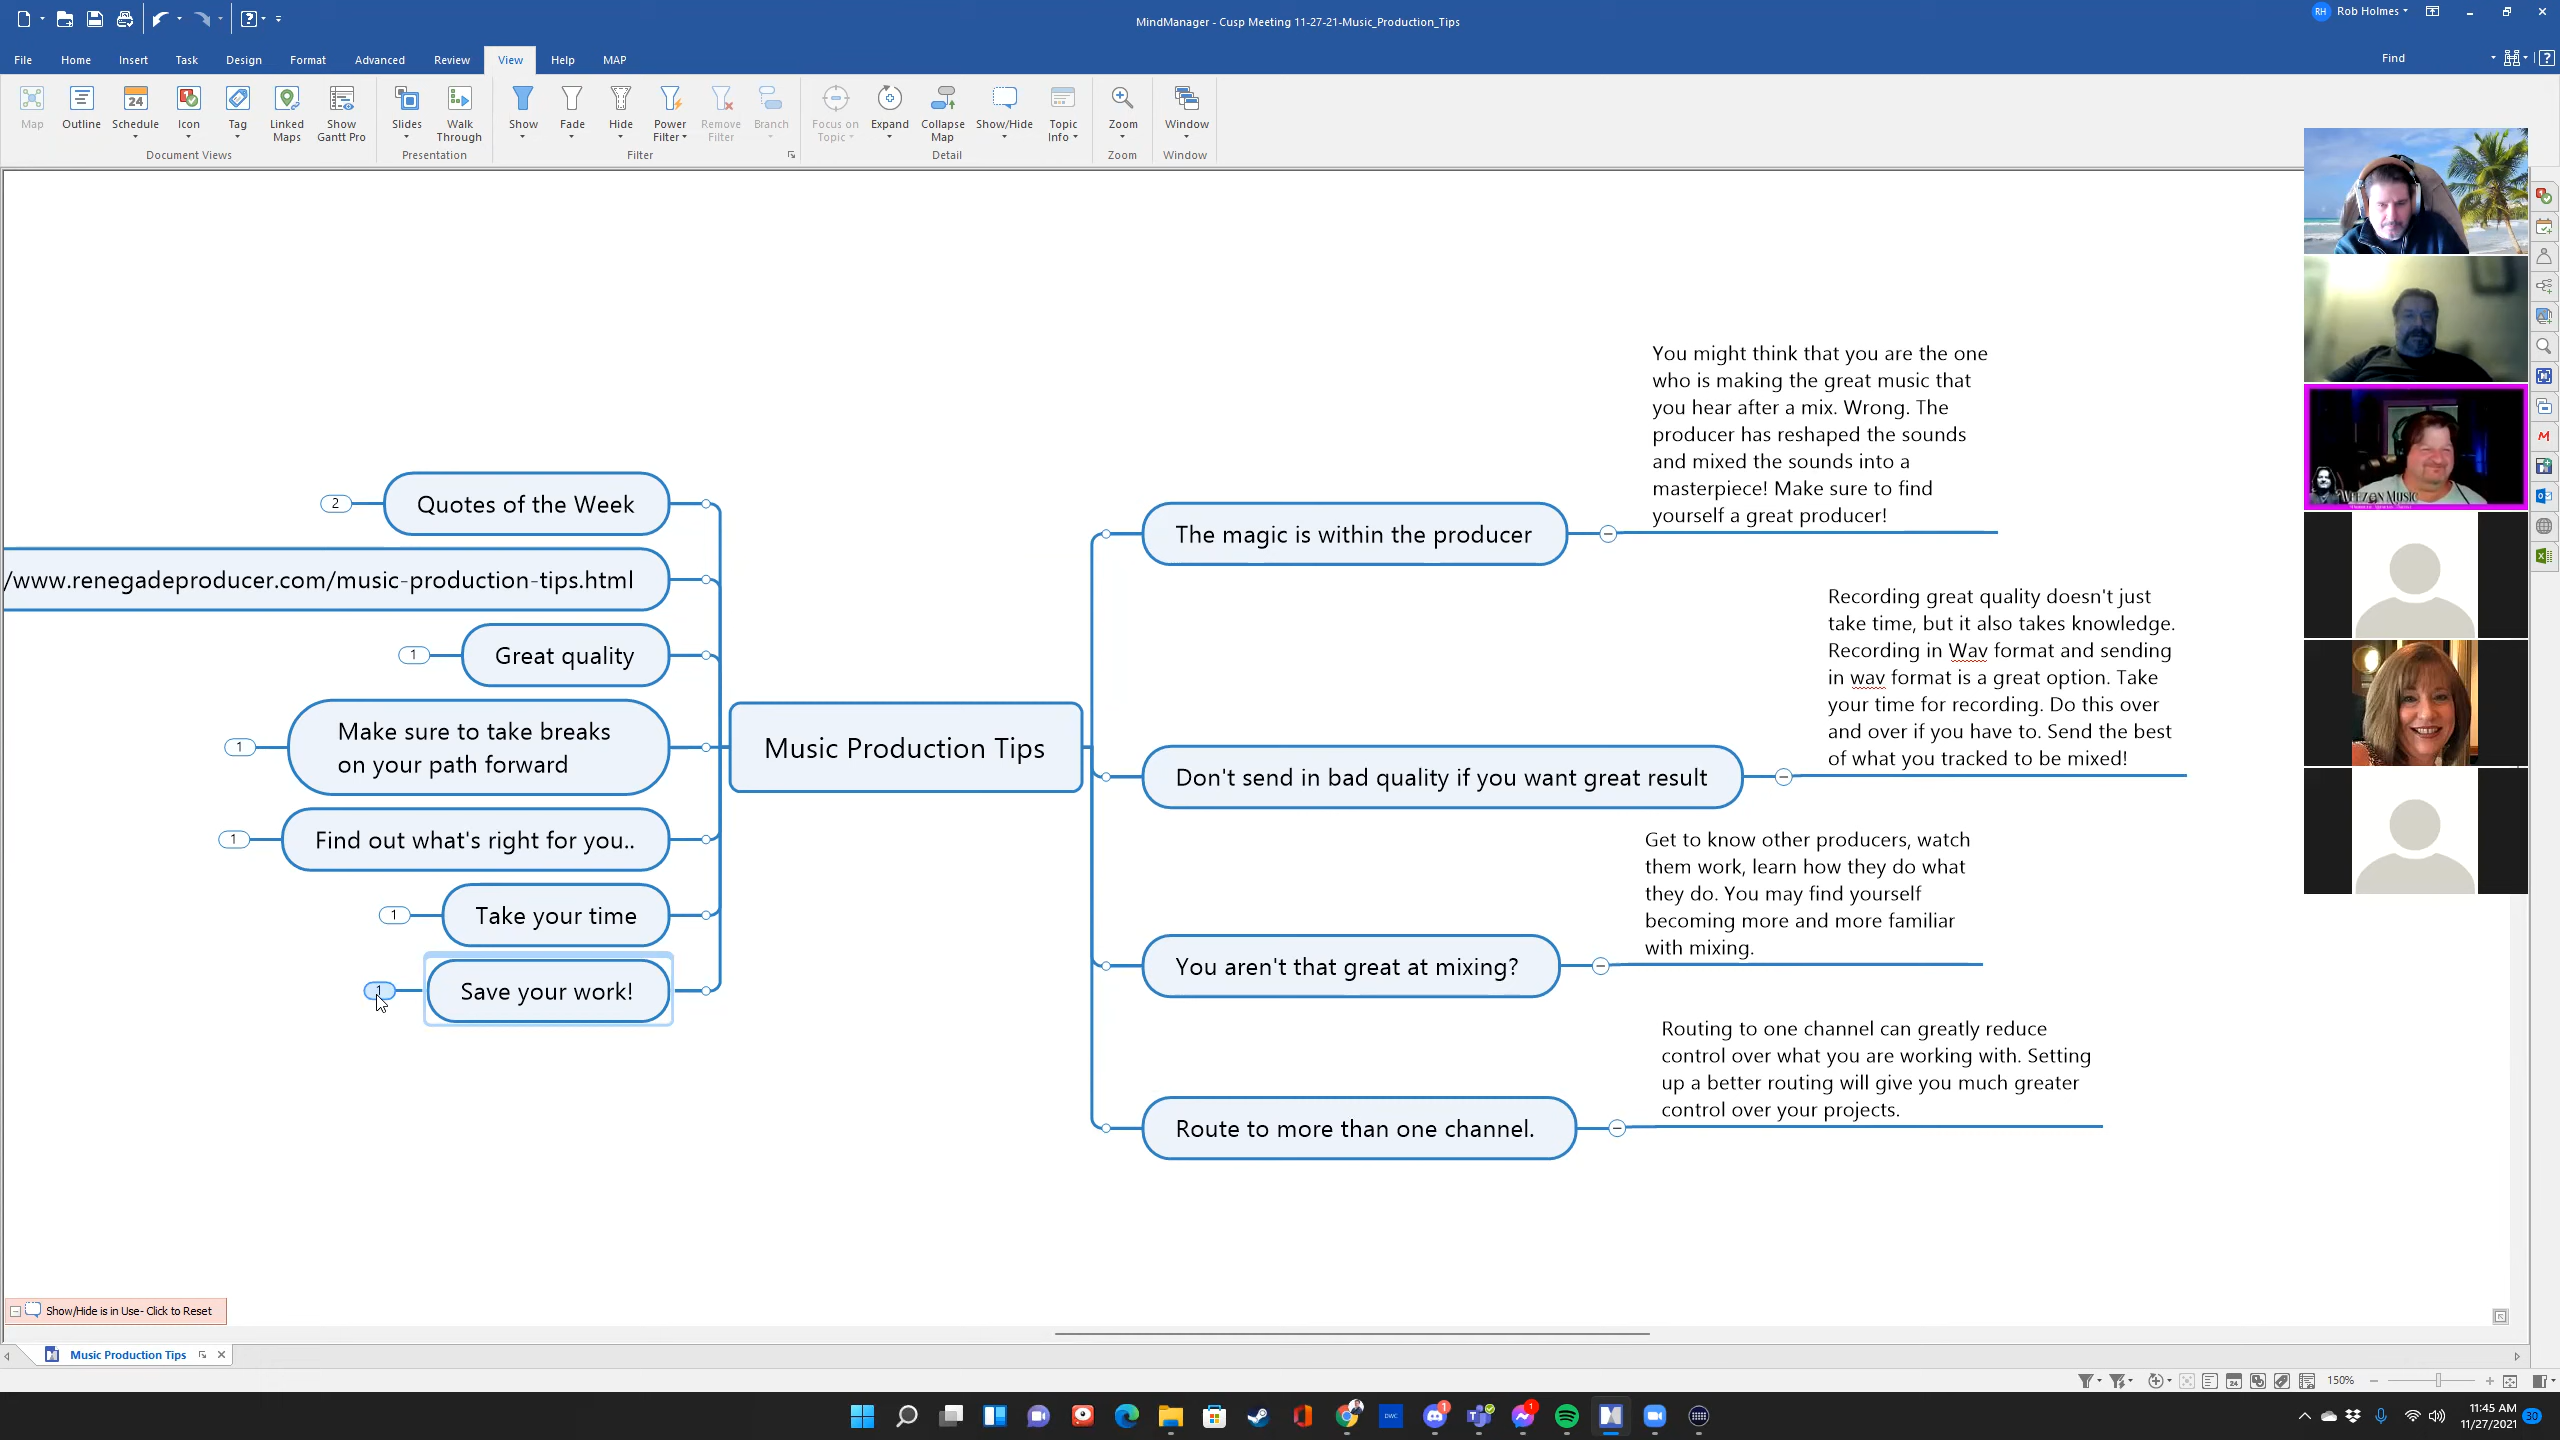 MindManager - Cusp Meeting 11-27-21-Music_Production_Tips
RH Rob Holmes
File Home Insert Task Design Format Advanced Review View Help MAP
Find
Map
Outline
Schedule
Icon
Tag
Linked Maps
Show Gantt Pro
Slides
Walk Through
Show
Fade
Hide
Power Filter
Remove Filter
Branch
Focus on Topic
Expand
Collapse Map
Show/Hide
Topic Info
Zoom
Window
Document Views
Presentation
Filter
Detail
Zoom
Window
2
Quotes of the Week
/www.renegadeproducer.com/music-production-tips.html
1
Great quality
1
Make sure to take breaks
on your path forward
1
Find out what's right for you..
1
Take your time
1
Save your work!
Music Production Tips
The magic is within the producer
You might think that you are the one
who is making the great music that
you hear after a mix. Wrong. The
producer has reshaped the sounds
and mixed the sounds into a
masterpiece! Make sure to find
yourself a great producer!
Don't send in bad quality if you want great result
Recording great quality doesn't just
take time, but it also takes knowledge.
Recording in Wav format and sending
in wav format is a great option. Take
your time for recording. Do this over
and over if you have to. Send the best
of what you tracked to be mixed!
You aren't that great at mixing?
Get to know other producers, watch
them work, learn how they do what
they do. You may find yourself
becoming more and more familiar
with mixing.
Route to more than one channel.
Routing to one channel can greatly reduce
control over what you are working with. Setting
up a better routing will give you much greater
control over your projects.
Show/Hide is in Use- Click to Reset
Music Production Tips
150%
11:45 AM
11/27/2021
30